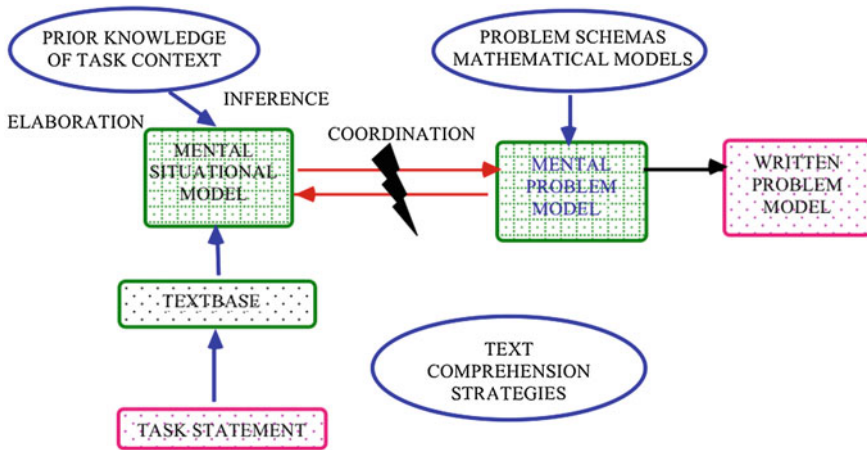 PRIOR KNOWLEDGE
OF TASK CONTEXT
PROBLEM SCHEMAS
MATHEMATICAL MODELS
INFERENCE
ELABORATION
COORDINATION
MENTAL
SITUATIONAL
MODEL
MENTAL
PROBLEM
MODEL
WRITTEN
PROBLEM
MODEL
TEXTBASE
TEXT
COMPREHENSION
STRATEGIES
TASK STATEMENT